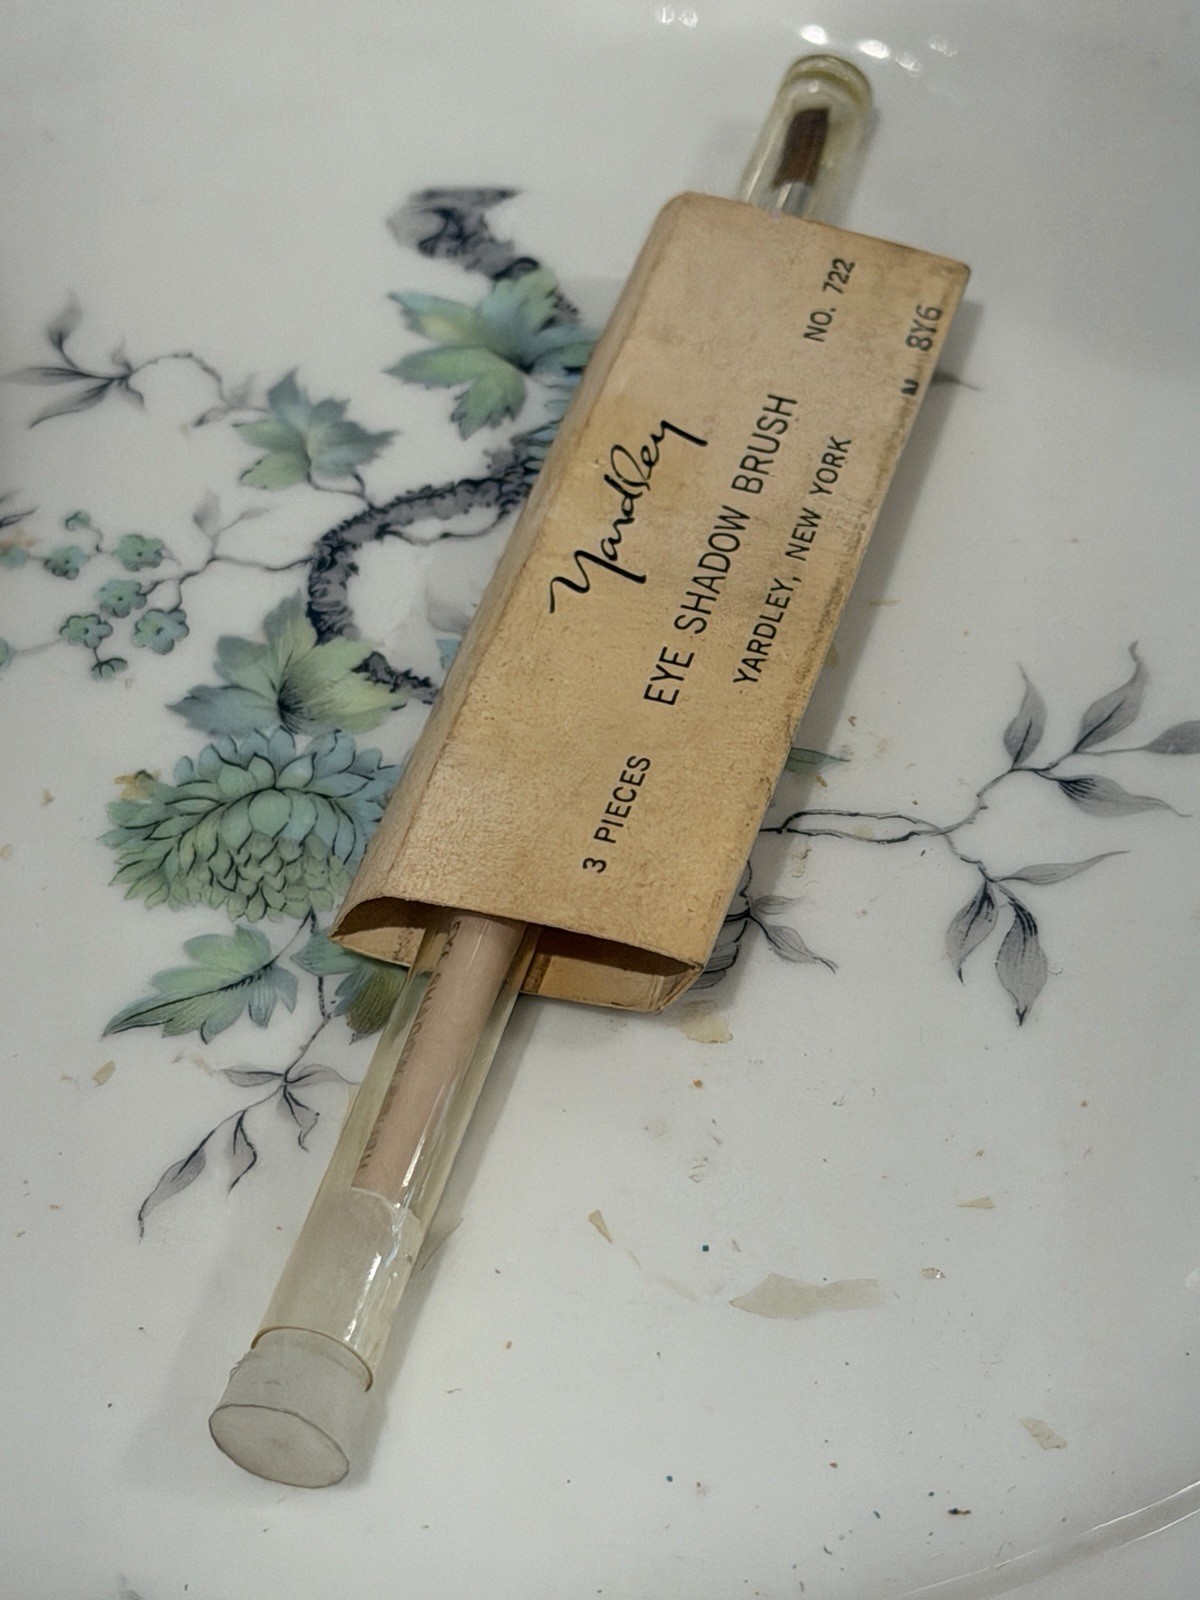 Yardley
3 PIECES EYE SHADOW BRUSH NO. 722
YARDLEY, NEW YORK
8Y6